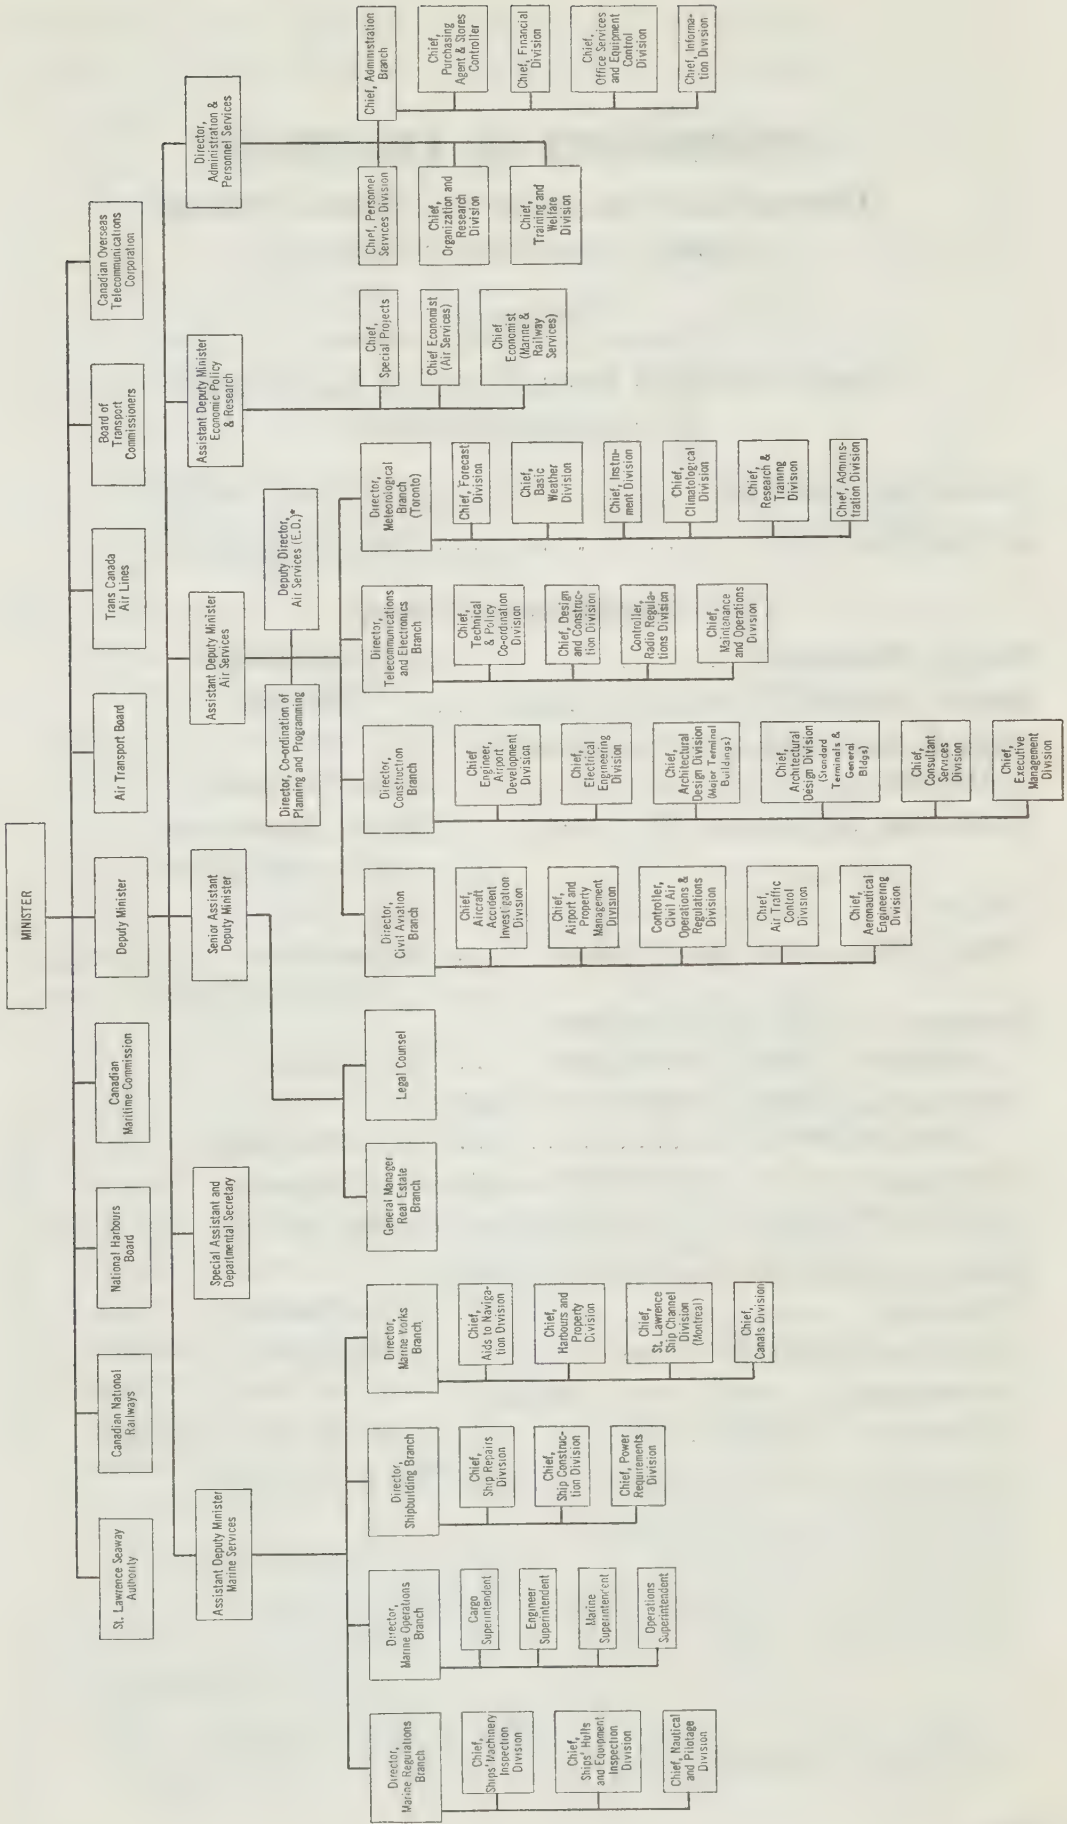 MINISTER
St. Lawrence Seaway
Authority
Canadian National
Railways
National Harbours
Board
Canadian
Maritime Commission
Deputy Minister
Air Transport Board
Trans Canada
Air Lines
Board of
Transport
Commissioners
Canadian Overseas
Telecommunications
Corporation
Assistant Deputy Minister
Marine Services
Special Assistant and
Departmental Secretary
Senior Assistant
Deputy Minister
Assistant Deputy Minister
Air Services
Assistant Deputy Minister
Economic Policy
& Research
Director,
Administration &
Personnel Services
Director, Co-ordination of
Planning and Programming
Deputy Director,
Air Services (E.D.)*
Director,
Marine Regulations
Branch
Chief,
Ships' Machinery
Inspection
Division
Chief,
Ships' Hulls
and Equipment
Inspection
Division
Chief, Nautical
and Pilotage
Division
Director,
Marine Operations
Branch
Cargo
Superintendent
Engineer
Superintendent
Marine
Superintendent
Operations
Superintendent
Director,
Shipbuilding Branch
Chief,
Ship Repairs
Division
Chief,
Ship Construc-
tion Division
Chief, Power
Requirements
Division
Director,
Marine Works
Branch
Chief,
Aids to Naviga-
tion Division
Chief,
Harbours and
Property
Division
Chief,
St. Lawrence
Ship Channel
Division
(Montreal)
Chief,
Canals Division
General Manager
Real Estate
Branch
Legal Counsel
Director,
Civil Aviation
Branch
Chief,
Aircraft
Accident
Investigation
Division
Chief,
Airport and
Property
Management
Division
Controller,
Civil Air
Operations &
Regulations
Division
Chief,
Air Traffic
Control
Division
Chief,
Aeronautical
Engineering
Division
Director,
Construction
Branch
Chief
Engineer,
Airport
Development
Division
Chief,
Electrical
Engineering
Division
Chief,
Architectural
Design Division
(Major Terminal
Buildings)
Chief,
Architectural
Design Division
(Standard
Terminals &
General
Bldgs)
Chief,
Consultant
Services
Division
Chief,
Executive
Management
Division
Director,
Telecommunications
and Electronics
Branch
Chief,
Technical
& Policy
Co-ordination
Division
Chief, Design
and Construc-
tion Division
Controller,
Radio Regula-
tions Division
Chief,
Maintenance
and Operations
Division
Director,
Meteorological
Branch
(Toronto)
Chief, Forecast
Division
Chief,
Basic
Weather
Division
Chief, Instru-
ment Division
Chief,
Climatological
Division
Chief,
Research &
Training
Division
Chief, Adminis-
tration Division
Chief,
Special Projects
Chief Economist
(Air Services)
Chief
Economist
(Marine &
Railway
Services)
Chief, Personnel
Services Division
Chief,
Organization and
Research
Division
Chief,
Training and
Welfare
Division
Chief, Administration
Branch
Chief,
Purchasing
Agent & Stores
Controller
Chief, Financial
Division
Chief,
Office Services
and Equipment
Control
Division
Chief, Informa-
tion Division